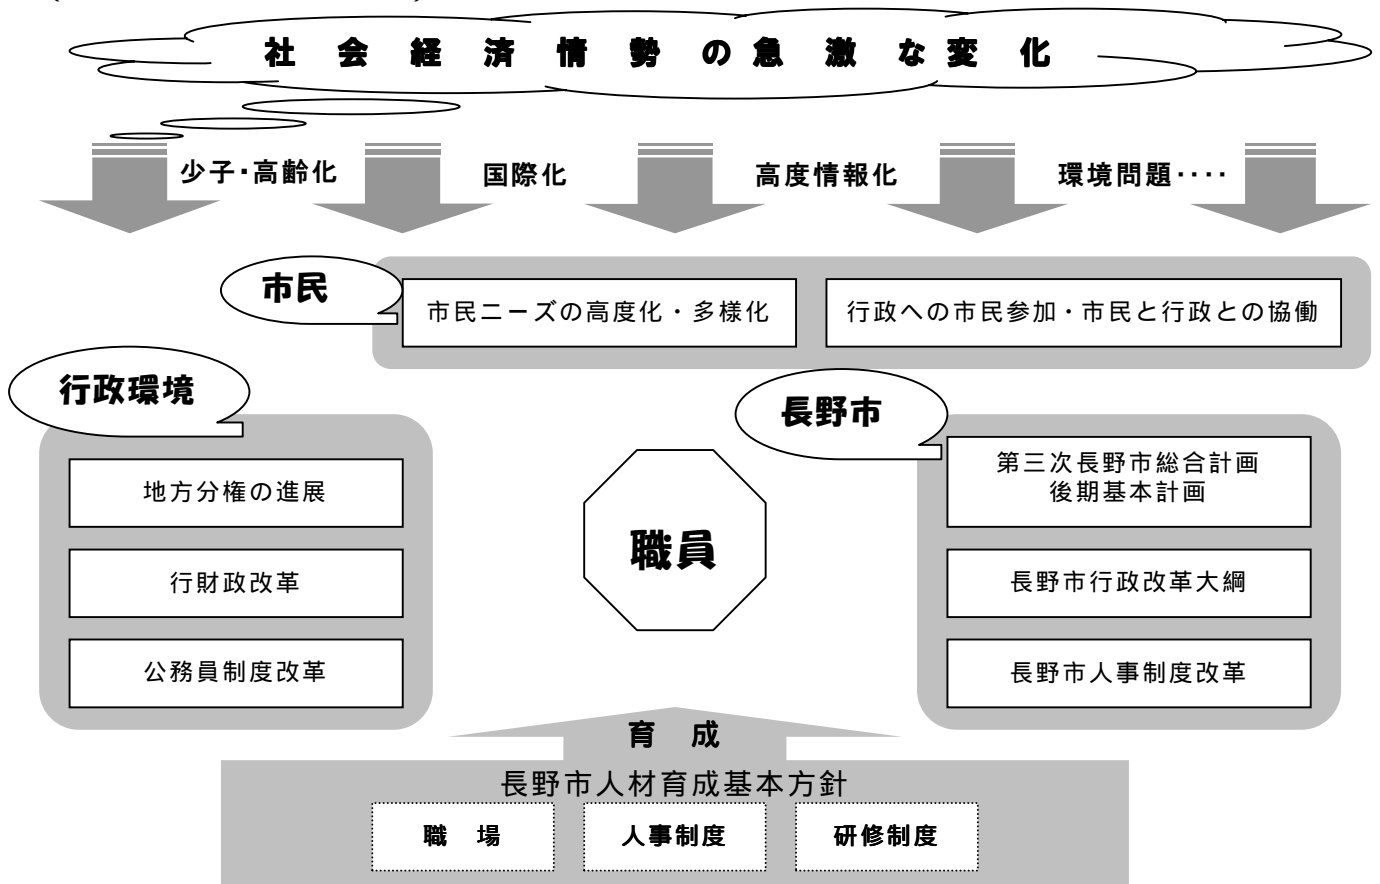 社会経済情勢の急激な変化
少子・高齢化
国際化
高度情報化
環境問題････
市民
市民ニーズの高度化・多様化
行政への市民参加・市民と行政との協働
行政環境
地方分権の進展
行財政改革
公務員制度改革
職員
長野市
第三次長野市総合計画
後期基本計画
長野市行政改革大綱
長野市人事制度改革
育 成
長野市人材育成基本方針
職 場
人事制度
研修制度